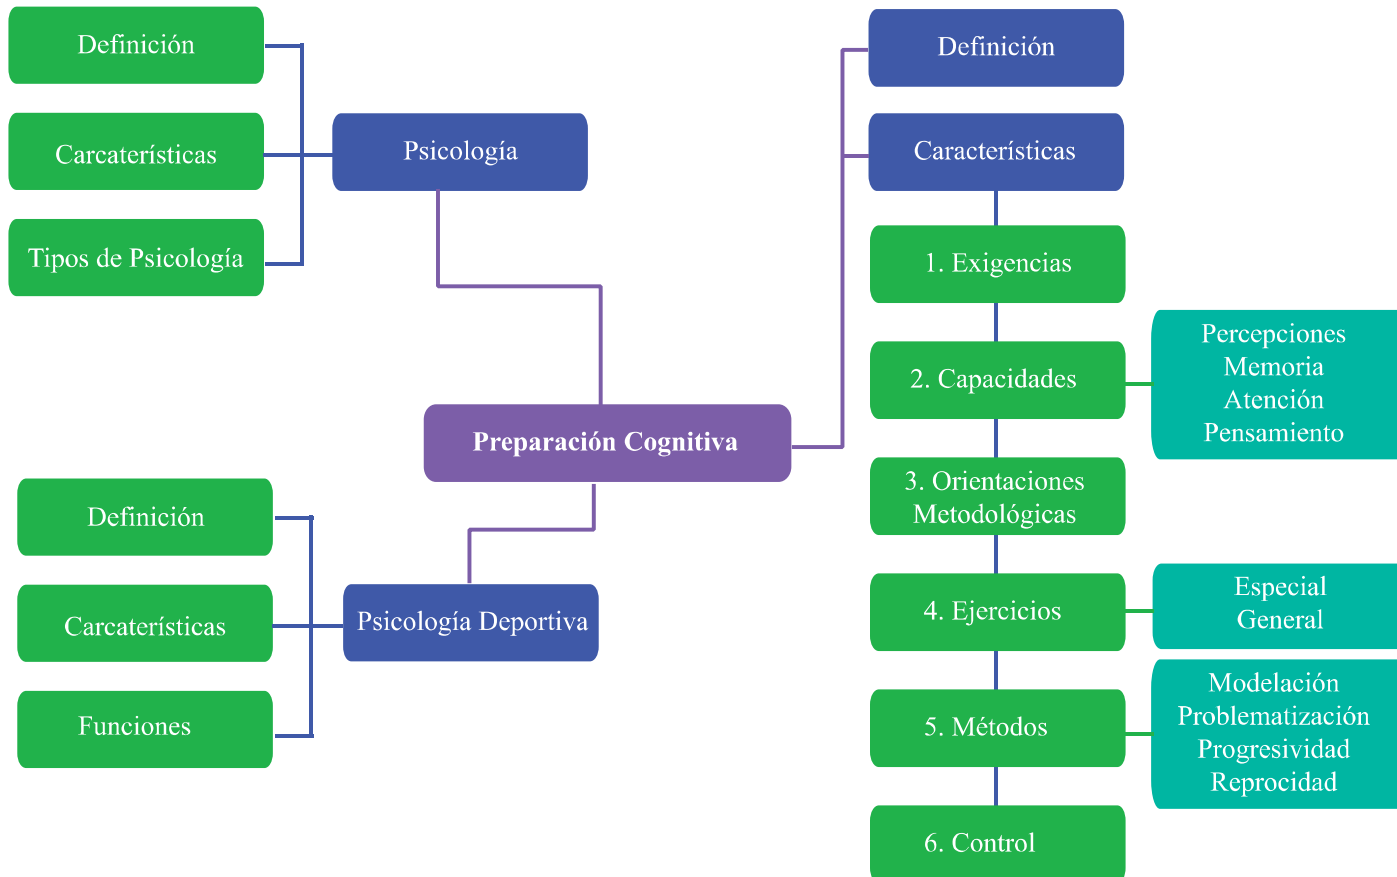 Definición
Carcaterísticas
Tipos de Psicología
Psicología
Definición
Características
1. Exigencias
2. Capacidades
Percepciones
Memoria
Atención
Pensamiento
3. Orientaciones
Metodológicas
4. Ejercicios
Especial
General
5. Métodos
Modelación
Problematización
Progresividad
Reprocidad
6. Control
Preparación Cognitiva
Definición
Carcaterísticas
Funciones
Psicología Deportiva